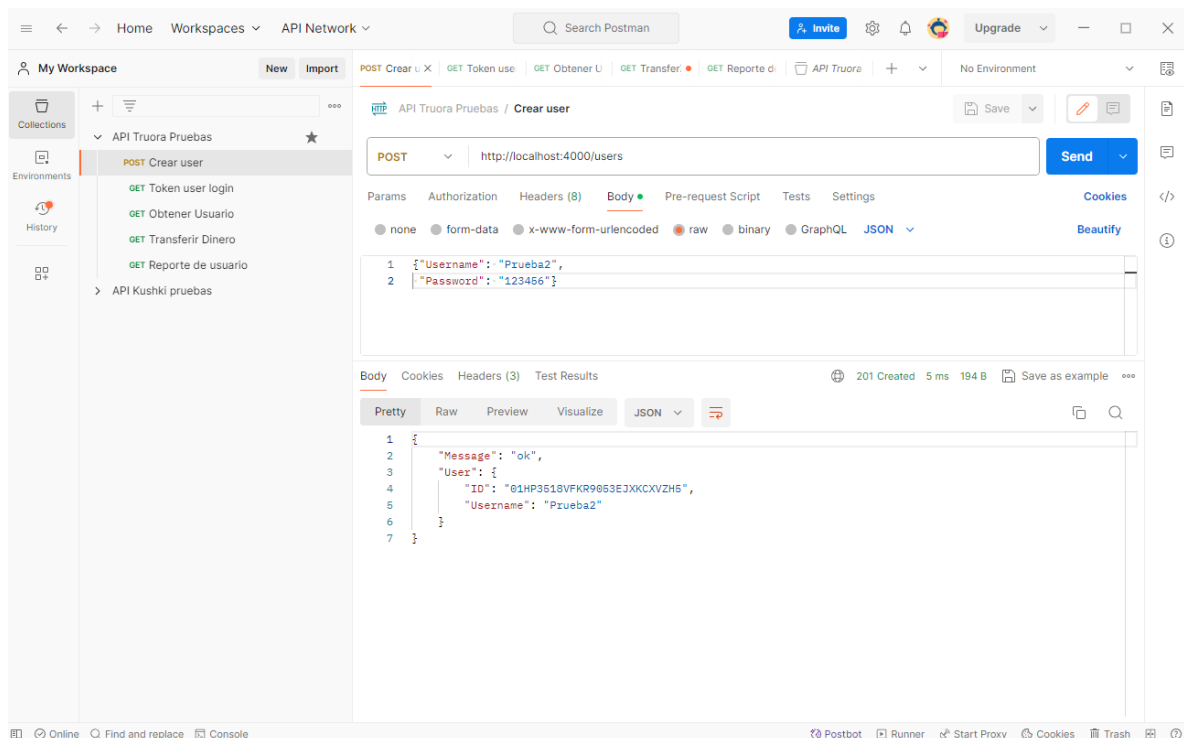 Home Workspaces API Network Search Postman Invite Upgrade
My Workspace New Import
POST Crear u GET Token use GET Obtener U GET Transfer GET Reporte d API Truora No Environment
Collections
Environments
History
API Truora Pruebas
POST Crear user
GET Token user login
GET Obtener Usuario
GET Transferir Dinero
GET Reporte de usuario
API Kushki pruebas
HTTP API Truora Pruebas / Crear user Save
POST http://localhost:4000/users Send
Params Authorization Headers (8) Body Pre-request Script Tests Settings Cookies
none form-data x-www-form-urlencoded raw binary GraphQL JSON Beautify
1 {"Username": "Prueba2",
2 "Password": "123456"}
Body Cookies Headers (3) Test Results 201 Created 5 ms 194 B Save as example
Pretty Raw Preview Visualize JSON
1 {
2 "Message": "ok",
3 "User": {
4 "ID": "01HP3518VFKR9053EJXKCXVZH5",
5 "Username": "Prueba2"
6 }
7 }
Online Find and replace Console Postbot Runner Start Proxy Cookies Trash